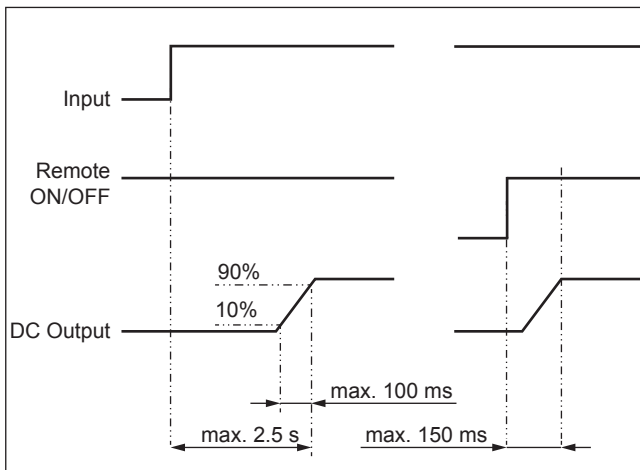 Input
Remote
ON/OFF
90%
10%
DC Output
max. 100 ms
max. 2.5 s
max. 150 ms